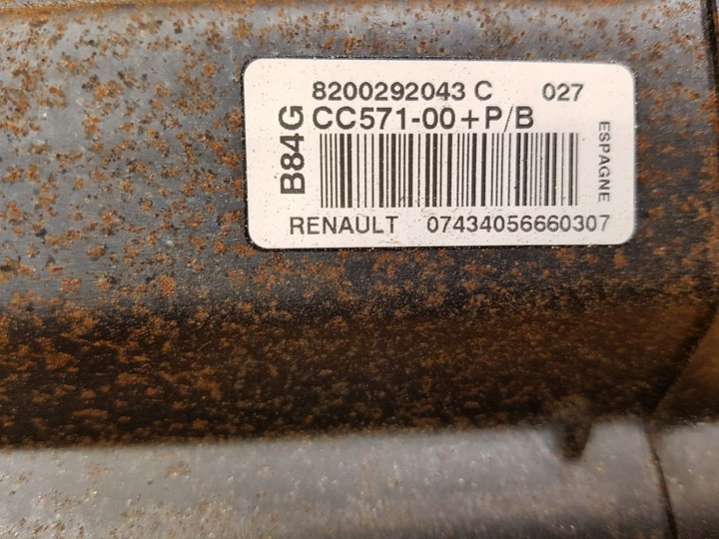 8200292043 C 027
B84G
CC571-00+P/B
ESPAGNE
RENAULT 07434056660307